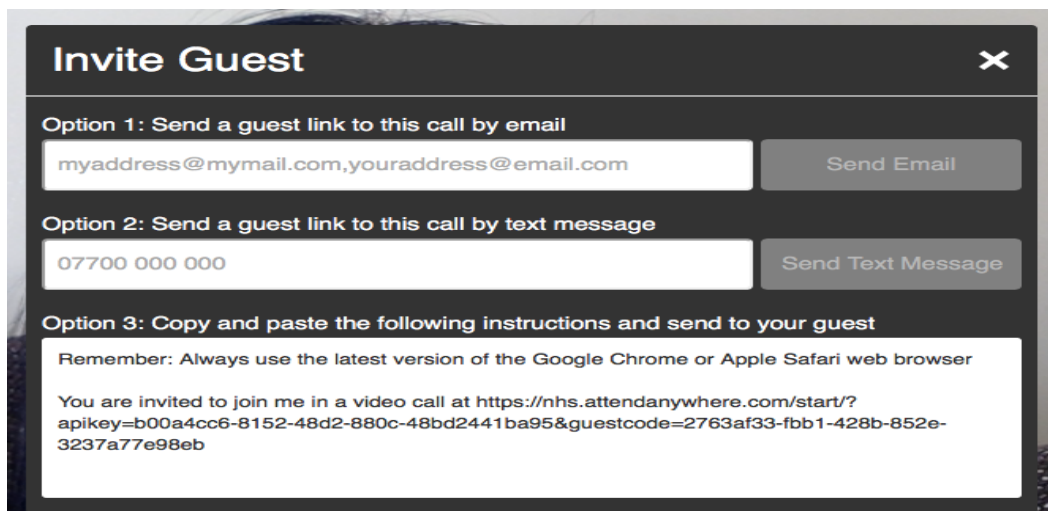 Invite Guest
Option 1: Send a guest link to this call by email
myaddress@mymail.com,youraddress@email.com
Send Email
Option 2: Send a guest link to this call by text message
07700 000 000
Send Text Message
Option 3: Copy and paste the following instructions and send to your guest
Remember: Always use the latest version of the Google Chrome or Apple Safari web browser
You are invited to join me in a video call at https://nhs.attendanywhere.com/start/?
apikey=b00a4cc6-8152-48d2-880c-48bd2441ba95&guestcode=2763af33-fbb1-428b-852e-
3237a77e98eb